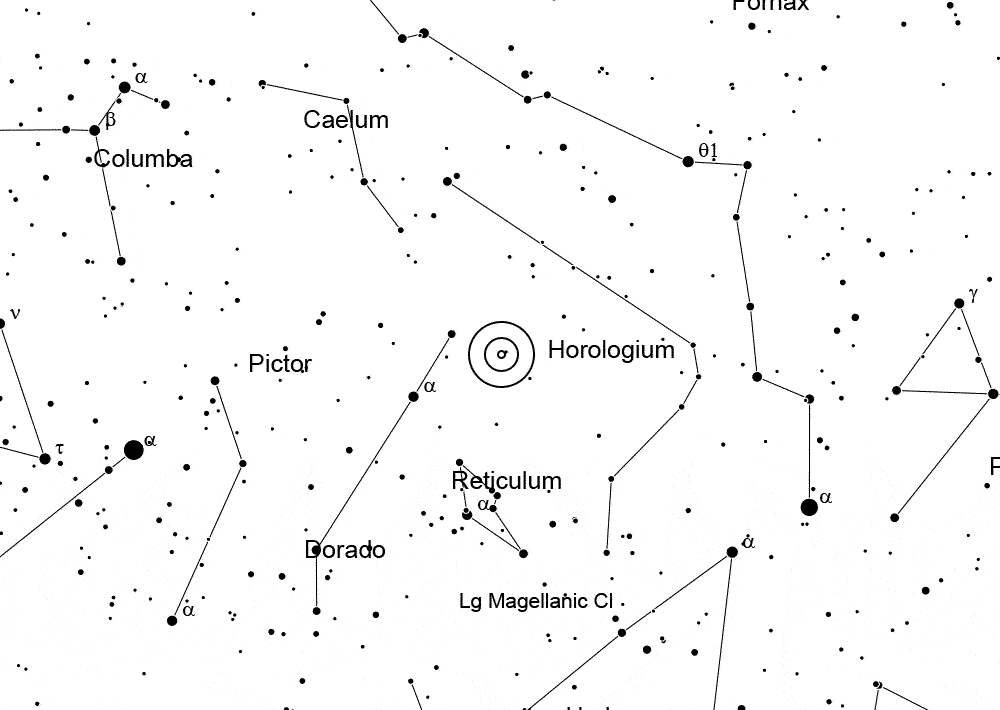 Fornax
α
Caelum
β
Columba
θ1
γ
ν
Horologium
Pictor
α
τ
α
Reticulum
α
α
Dorado
α
Lg Magellanic Cl
α